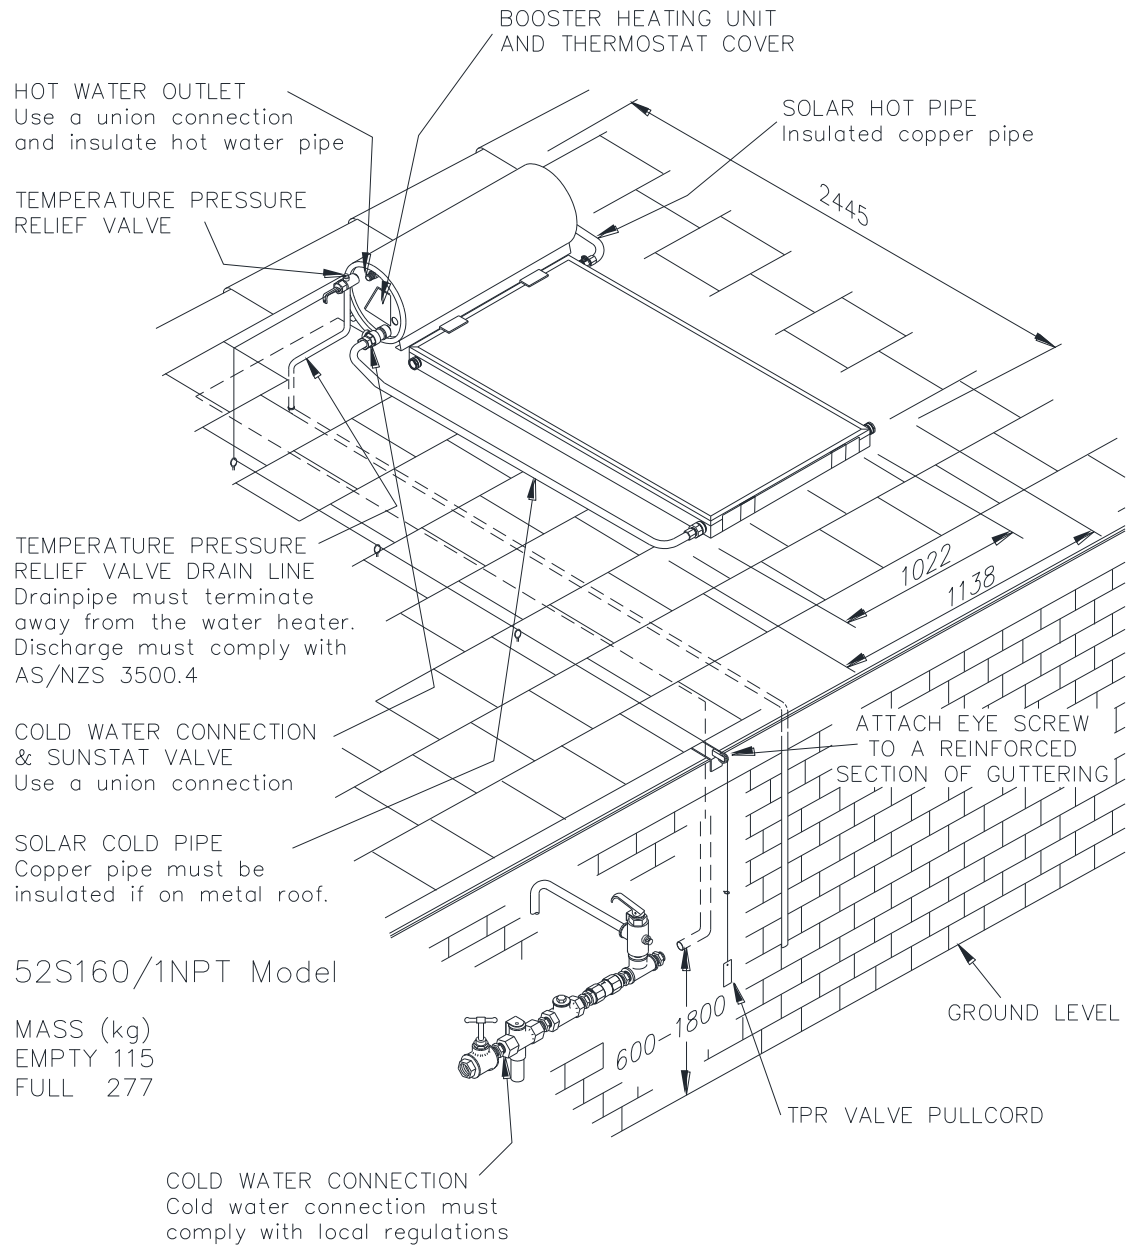 BOOSTER HEATING UNIT
AND THERMOSTAT COVER
HOT WATER OUTLET
Use a union connection
and insulate hot water pipe
SOLAR HOT PIPE
Insulated copper pipe
TEMPERATURE PRESSURE
RELIEF VALVE
2445
TEMPERATURE PRESSURE
RELIEF VALVE DRAIN LINE
Drainpipe must terminate
away from the water heater.
Discharge must comply with
AS/NZS 3500.4
1022
1138
COLD WATER CONNECTION
& SUNSTAT VALVE
Use a union connection
ATTACH EYE SCREW
TO A REINFORCED
SECTION OF GUTTERING
SOLAR COLD PIPE
Copper pipe must be
insulated if on metal roof.
52S160/1NPT Model
MASS (kg)
EMPTY 115
FULL 277
600-1800
GROUND LEVEL
TPR VALVE PULLCORD
COLD WATER CONNECTION
Cold water connection must
comply with local regulations